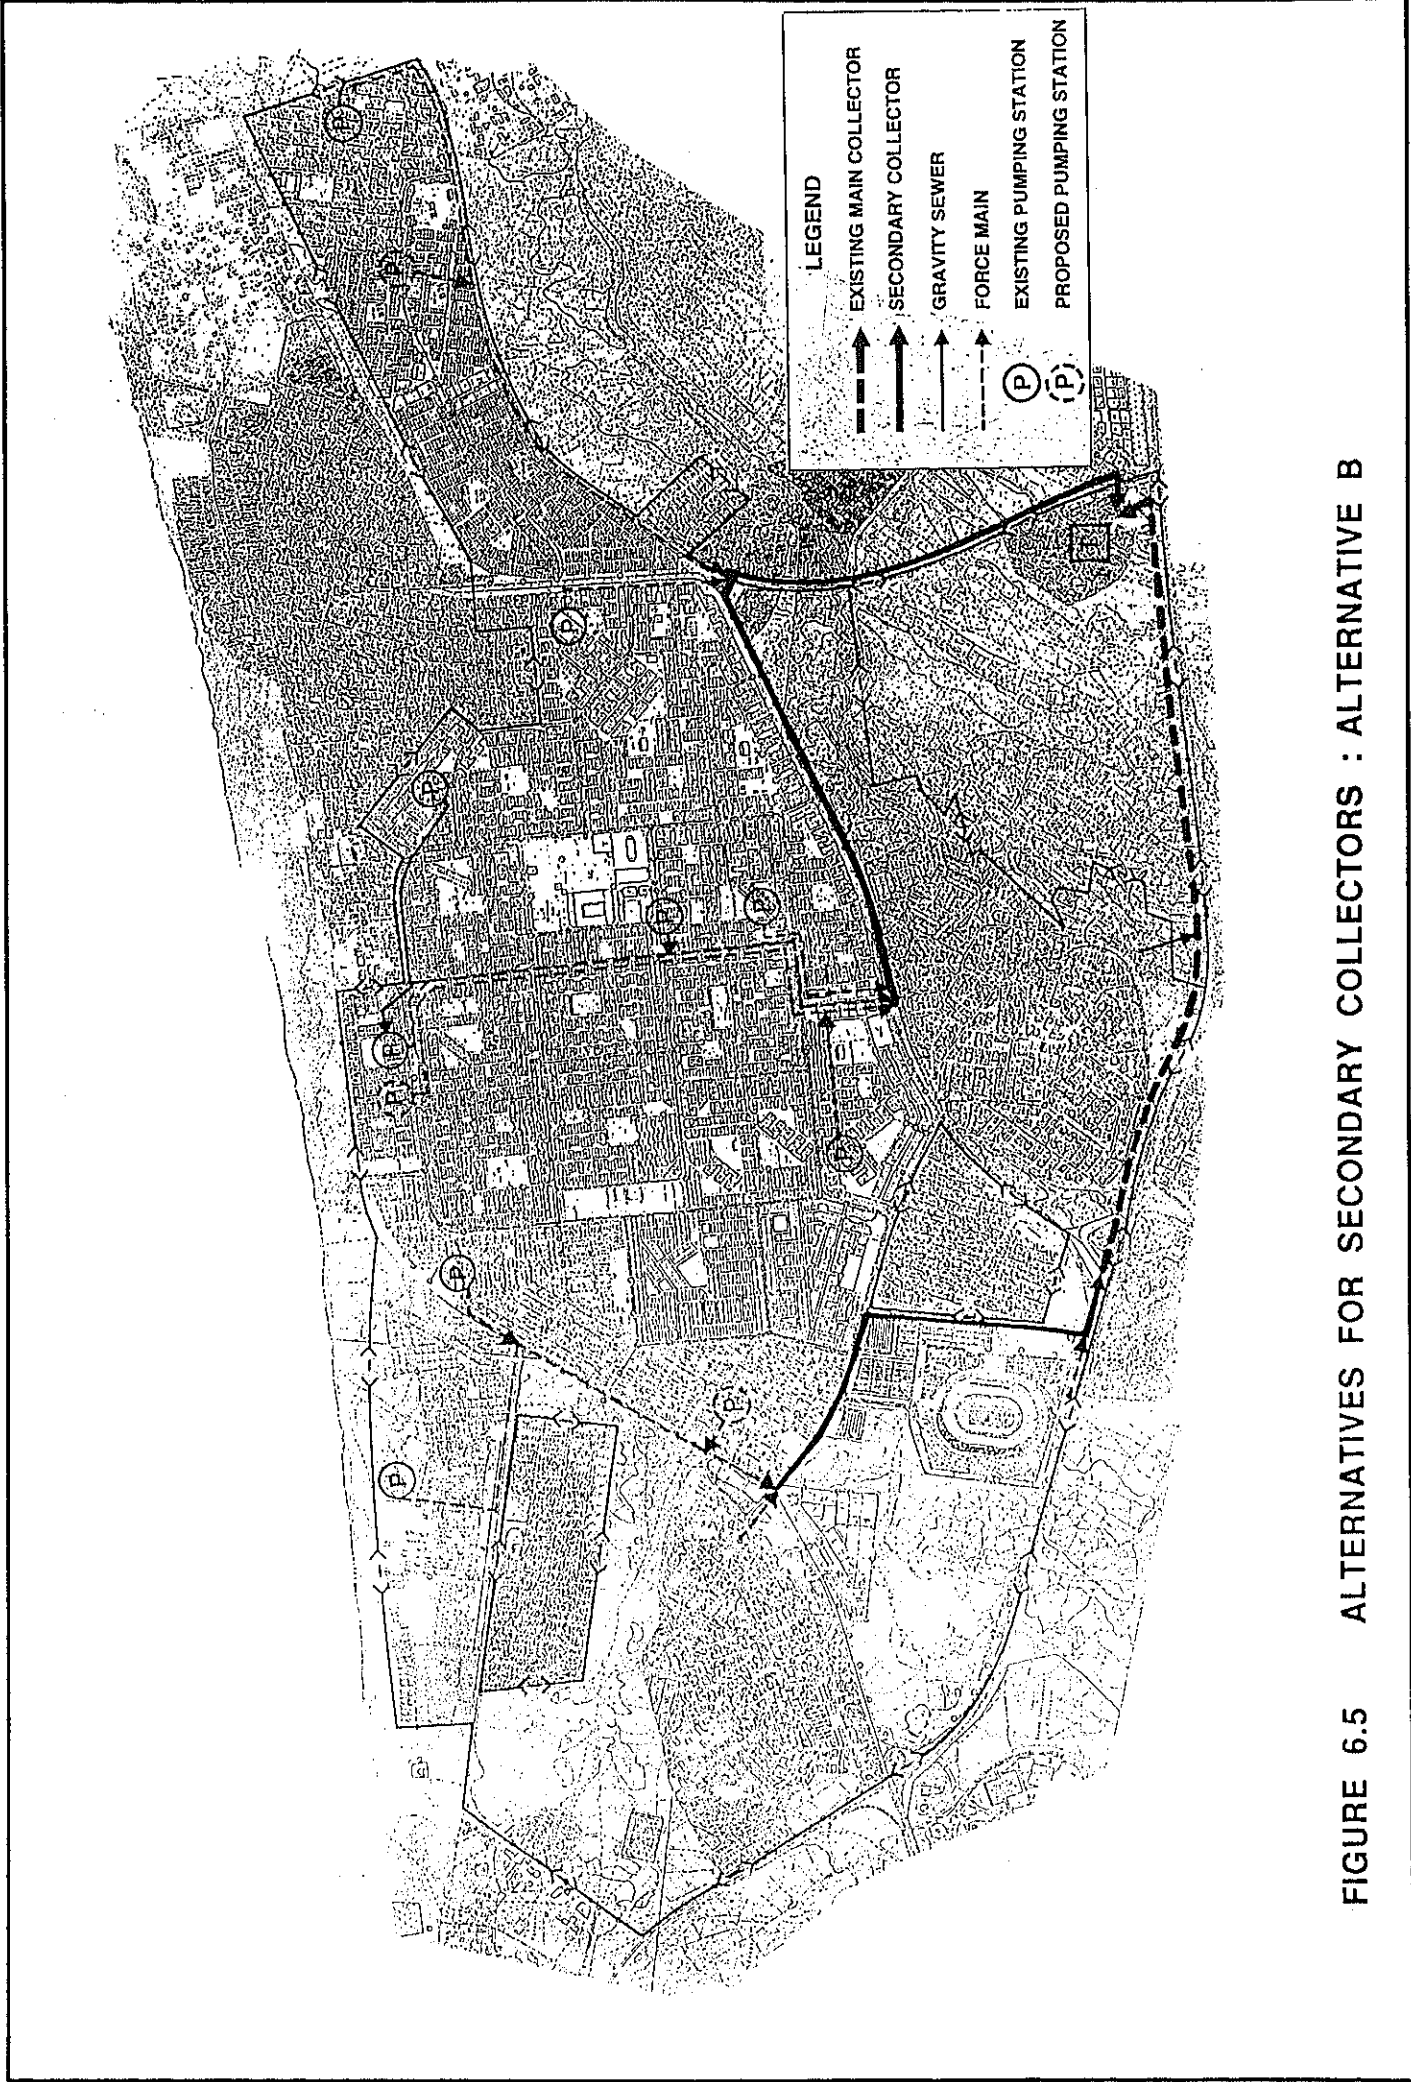 LEGEND
EXISTING MAIN COLLECTOR
SECONDARY COLLECTOR
GRAVITY SEWER
FORCE MAIN
P EXISTING PUMPING STATION
P PROPOSED PUMPING STATION
P
P
P
P
P
P
P
P
P
P
P
P
P
T
FIGURE 6.5 ALTERNATIVES FOR SECONDARY COLLECTORS : ALTERNATIVE B